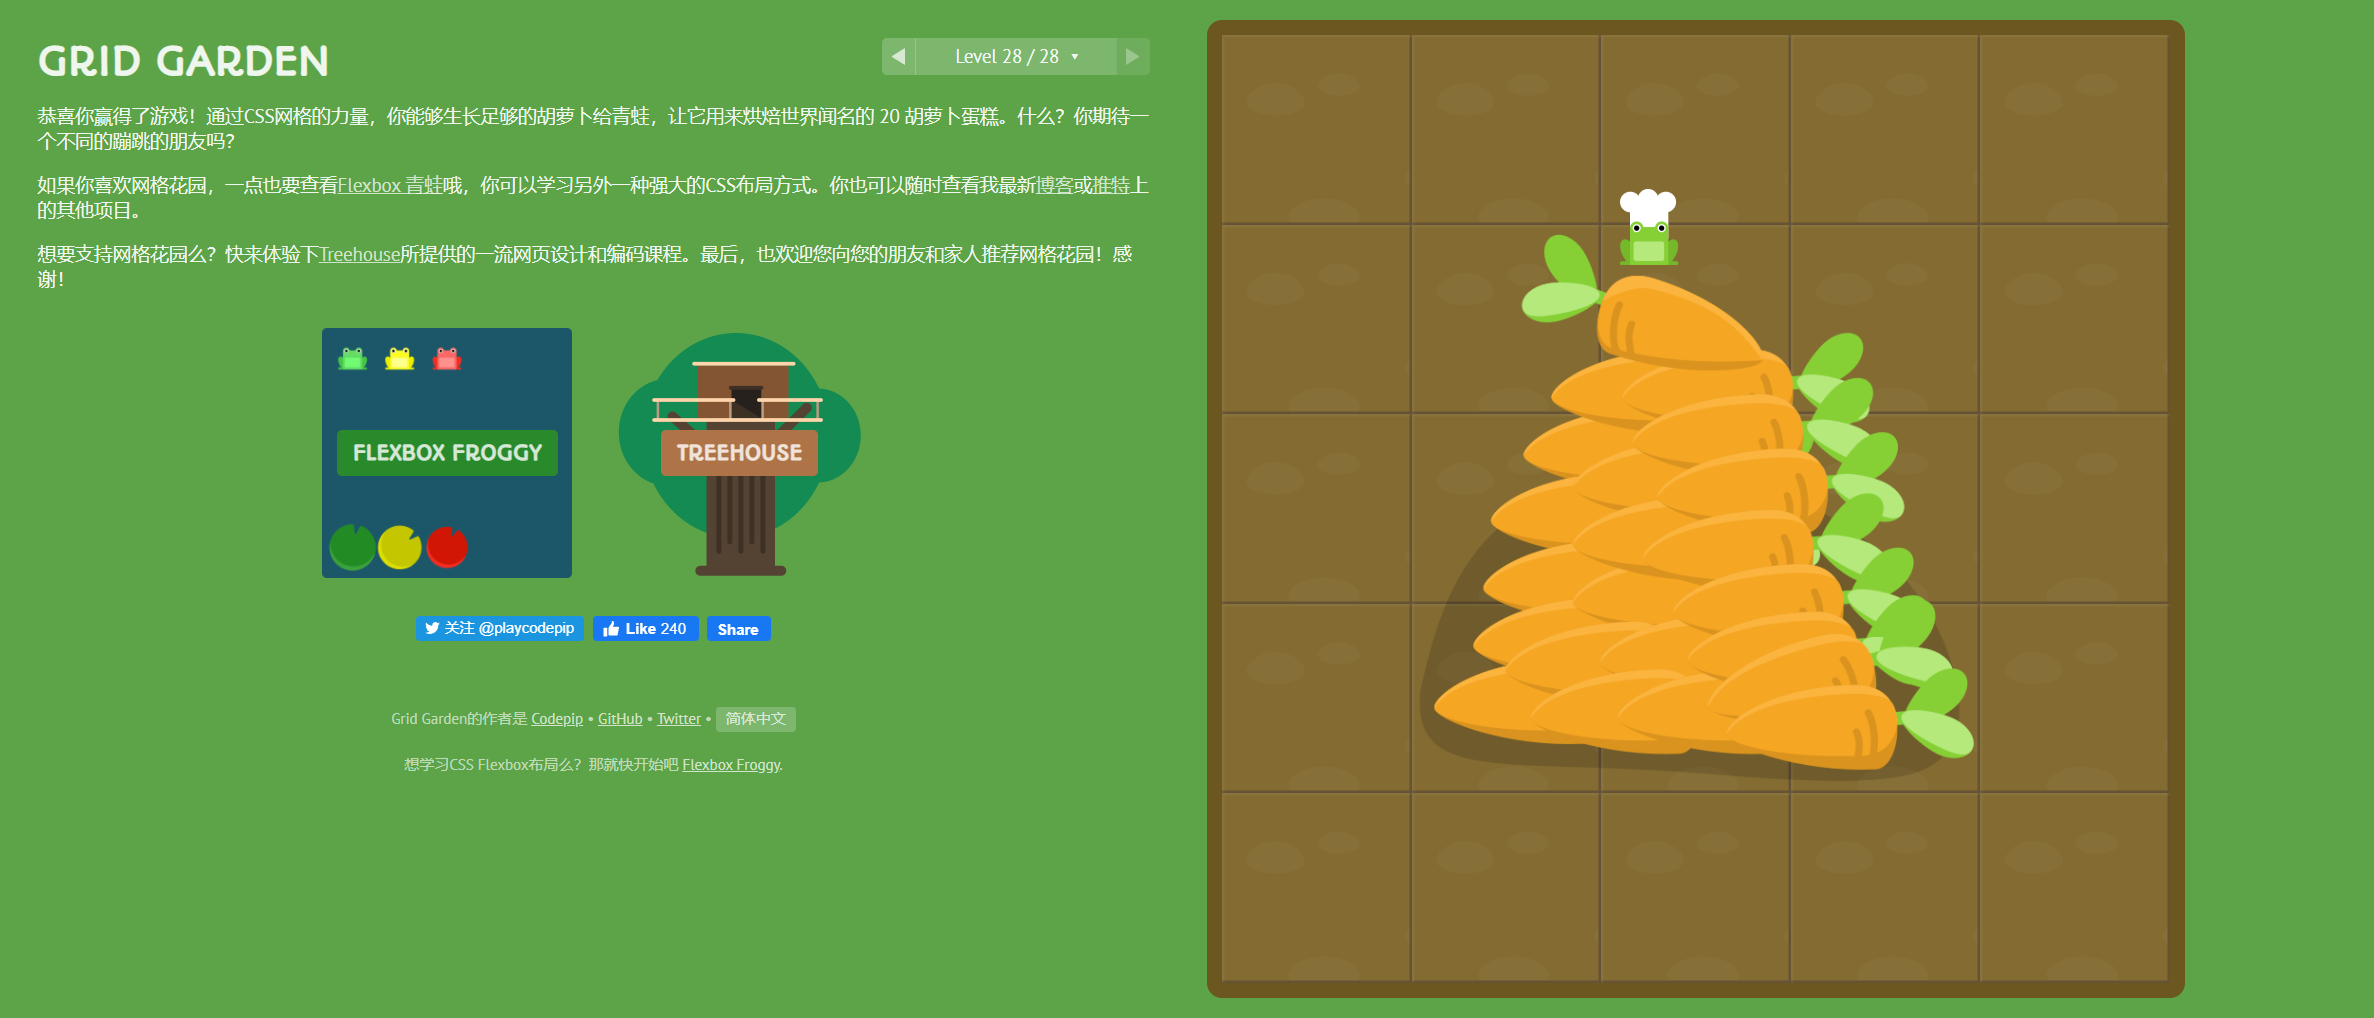 GRID GARDEN
Level 28 / 28
恭喜你赢得了游戏！通过CSS网格的力量，你能够生长足够的胡萝卜给青蛙，让它用来烘焙世界闻名的 20 胡萝卜蛋糕。什么？你期待一
个不同的蹦跳的朋友吗？
如果你喜欢网格花园，一点也要查看Flexbox 青蛙哦，你可以学习另外一种强大的CSS布局方式。你也可以随时查看我最新博客或推特上
的其他项目。
想要支持网格花园么？快来体验下Treehouse所提供的一流网页设计和编码课程。最后，也欢迎您向您的朋友和家人推荐网格花园！感
谢！
FLEXBOX FROGGY
TREEHOUSE
关注 @playcodepip
Like 240
Share
Grid Garden的作者是 Codepip • GitHub • Twitter • 简体中文
想学习CSS Flexbox布局么？那就快开始吧 Flexbox Froggy.